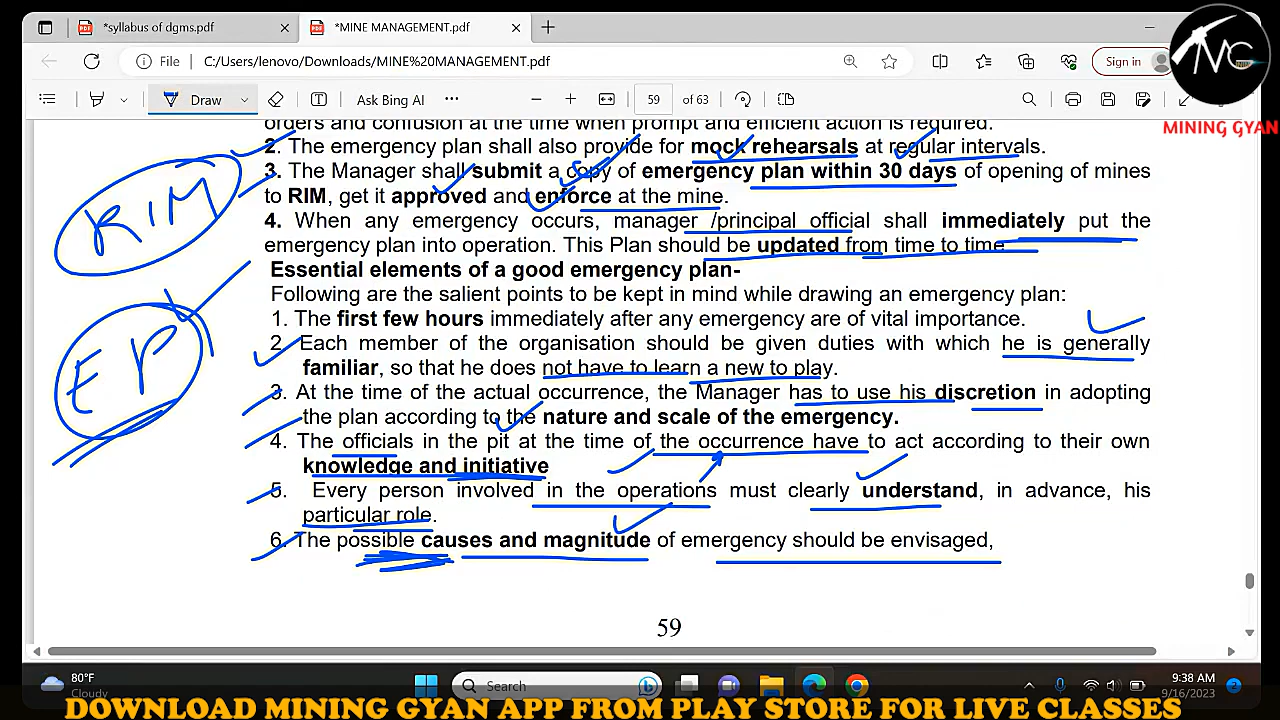 *syllabus of dgms.pdf
*MINE MANAGEMENT.pdf
File
C:/Users/lenovo/Downloads/MINE%20MANAGEMENT.pdf
Sign in
MC
MINING GYAN
Draw
Ask Bing AI
59 of 63
orders and confusion at the time when prompt and efficient action is required.
2. The emergency plan shall also provide for mock rehearsals at regular intervals.
3. The Manager shall submit a copy of emergency plan within 30 days of opening of mines
to RIM, get it approved and enforce at the mine.
4. When any emergency occurs, manager /principal official shall immediately put the
emergency plan into operation. This Plan should be updated from time to time
Essential elements of a good emergency plan-
Following are the salient points to be kept in mind while drawing an emergency plan:
1. The first few hours immediately after any emergency are of vital importance.
2. Each member of the organisation should be given duties with which he is generally
familiar, so that he does not have to learn a new to play.
3. At the time of the actual occurrence, the Manager has to use his discretion in adopting
the plan according to the nature and scale of the emergency.
4. The officials in the pit at the time of the occurrence have to act according to their own
knowledge and initiative
5. Every person involved in the operations must clearly understand, in advance, his
particular role.
6. The possible causes and magnitude of emergency should be envisaged,
RIM
EP
59
80°F
Cloudy
Search
9:38 AM
9/16/2023
DOWNLOAD MINING GYAN APP FROM PLAY STORE FOR LIVE CLASSES